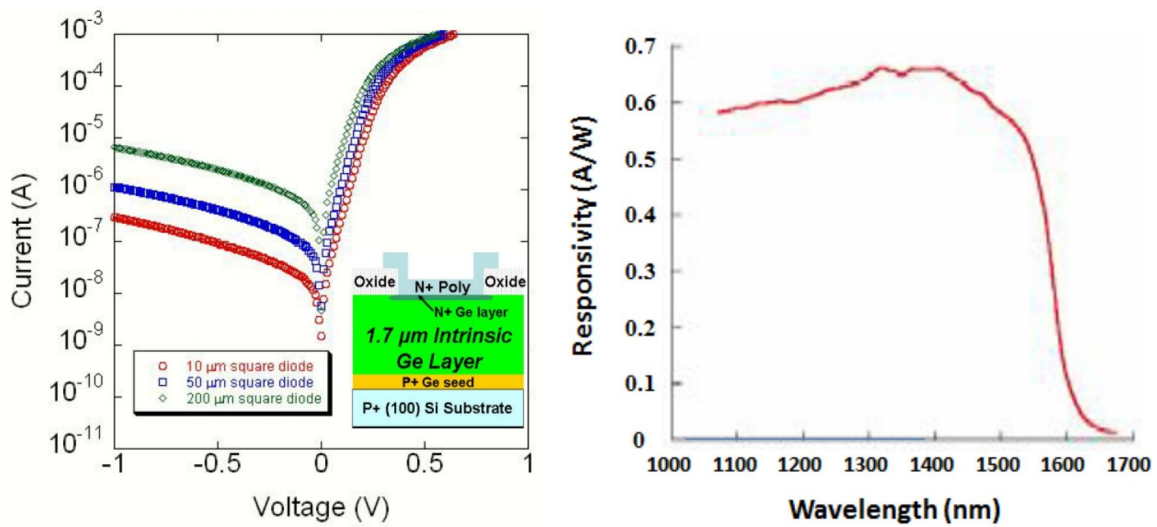 10⁻³
10⁻⁴
10⁻⁵
10⁻⁶
10⁻⁷
10⁻⁸
10⁻⁹
10⁻¹⁰
10⁻¹¹
Current (A)
-1
-0.5
0
0.5
1
Voltage (V)
10 µm square diode
50 µm square diode
200 µm square diode
Oxide
N+ Poly
Oxide
N+ Ge layer
1.7 µm Intrinsic
Ge Layer
P+ Ge seed
P+ (100) Si Substrate
0.7
0.6
0.5
0.4
0.3
0.2
0.1
0
Responsivity (A/W)
1000
1100
1200
1300
1400
1500
1600
1700
Wavelength (nm)